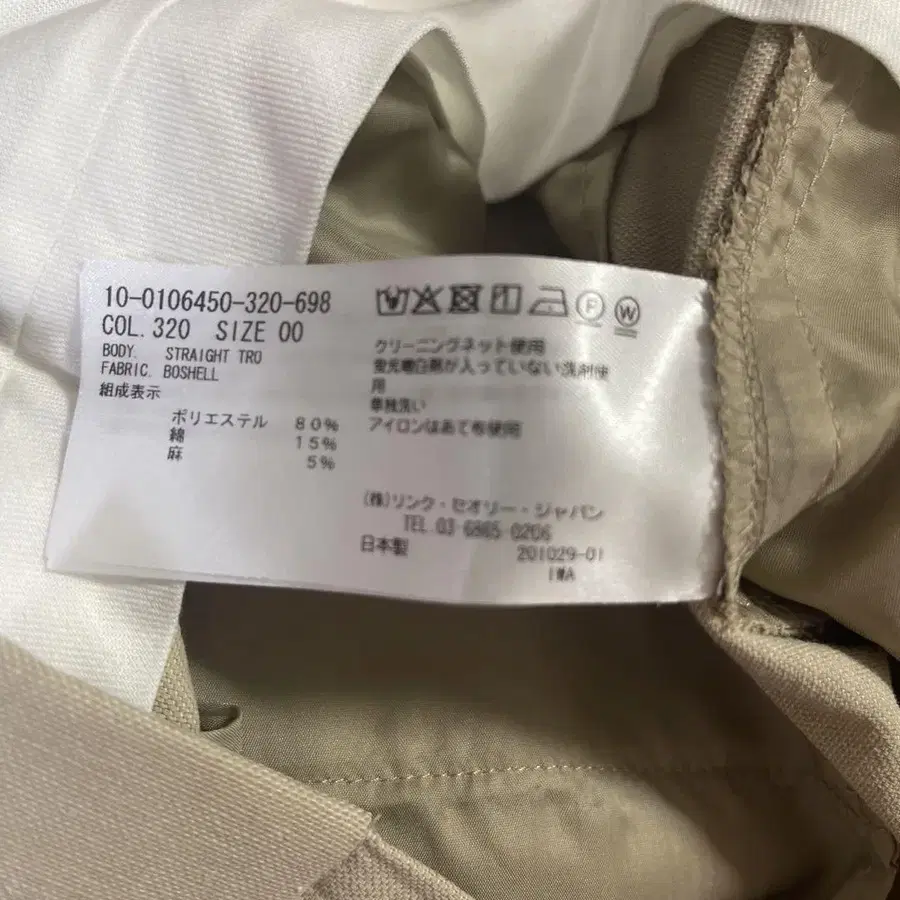 10-0106450-320-698
COL. 320 SIZE 00
BODY. STRAIGHT TRO
FABRIC. BOSHELL
組成表示
ポリエステル 80%
綿 15%
麻 5%
F W
クリーニングネット使用
蛍光増白剤が入っていない洗剤使
用
単独洗い
アイロンはあて布使用
(株)リンク・セオリー・ジャパン
TEL 03-6865-0206
日本製 201029-01
IWA